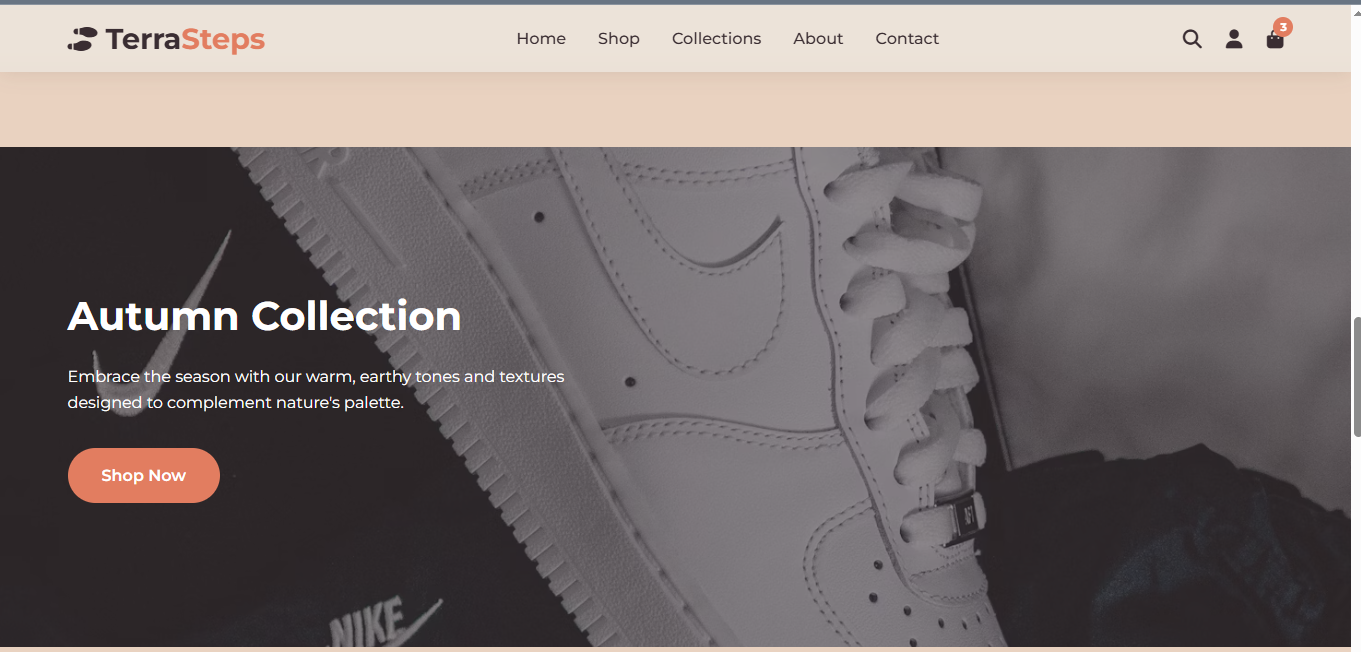 TerraSteps
Home
Shop
Collections
About
Contact
3
Autumn Collection
Embrace the season with our warm, earthy tones and textures
designed to complement nature's palette.
Shop Now
NIKE
AF1